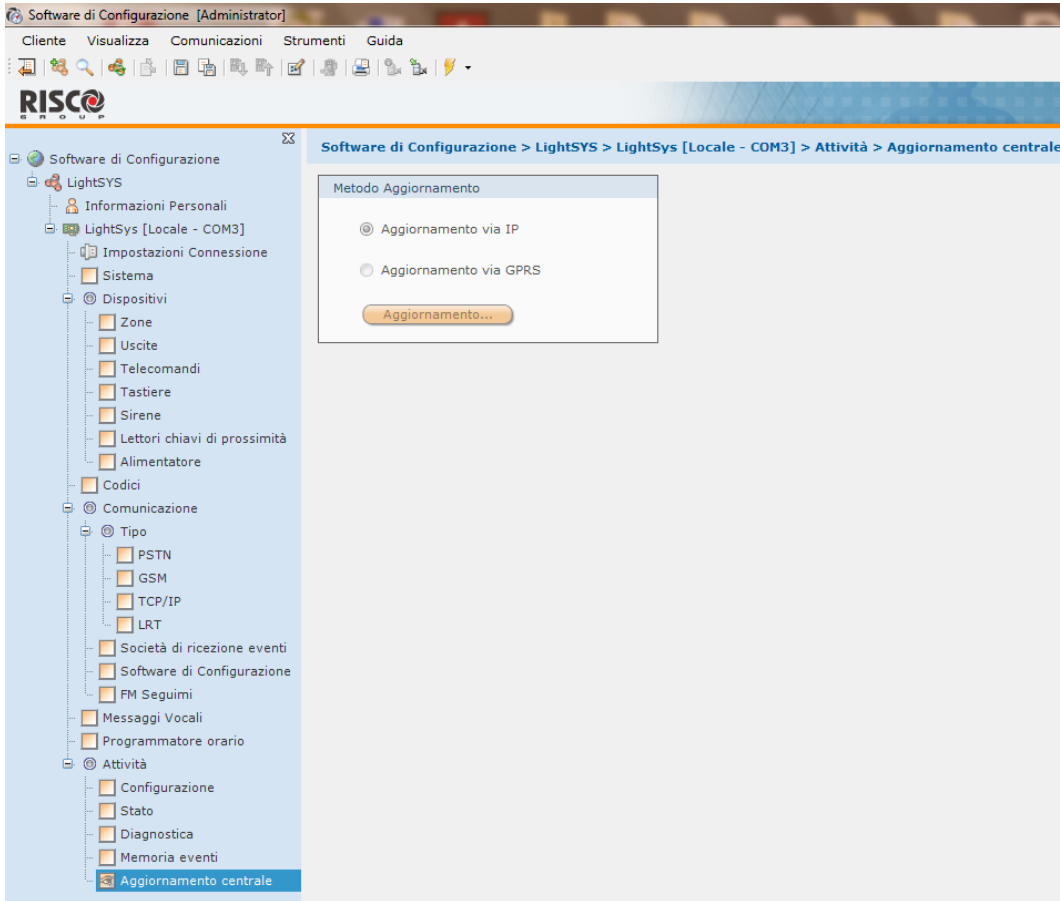 Software de Configurazione [Administrator]
Cliente Visualizza Comunicazioni Strumenti Guida
RISCO
GROUP
Software di Configurazione > LightSYS > LightSys [Locale - COM3] > Attività > Aggiornamento centrale
Software di Configurazione
LightSYS
Informazioni Personali
LightSys [Locale - COM3]
Impostazioni Connessione
Sistema
Dispositivi
Zone
Uscite
Telecomandi
Tastiere
Sirene
Lettori chiavi di prossimità
Alimentatore
Codici
Comunicazione
Tipo
PSTN
GSM
TCP/IP
LRT
Società di ricezione eventi
Software di Configurazione
FM Seguimi
Messaggi Vocali
Programmatore orario
Attività
Configurazione
Stato
Diagnostica
Memoria eventi
Aggiornamento centrale
Metodo Aggiornamento
Aggiornamento via IP
Aggiornamento via GPRS
Aggiornamento...